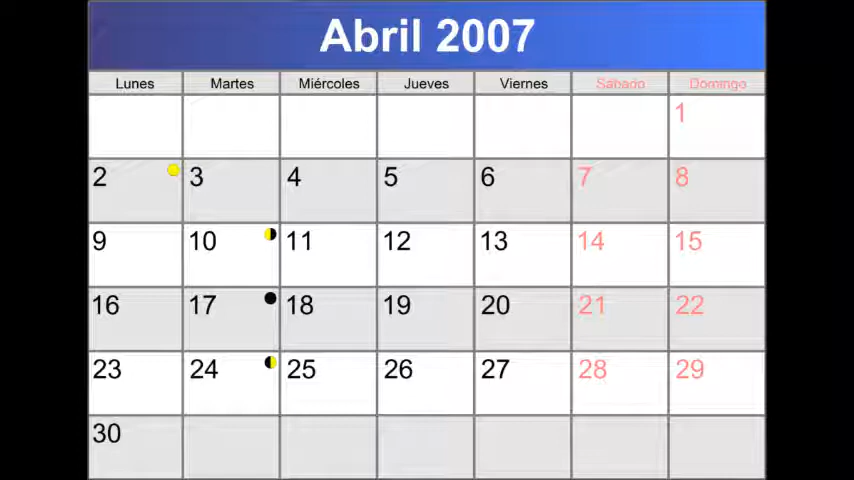 Abril 2007
Lunes Martes Miércoles Jueves Viernes Sábado Domingo
1
2 3 4 5 6 7 8
9 10 11 12 13 14 15
16 17 18 19 20 21 22
23 24 25 26 27 28 29
30